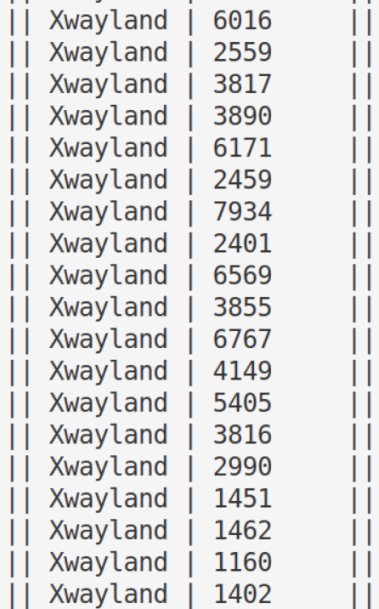 || Xwayland | 6016 ||
|| Xwayland | 2559 ||
|| Xwayland | 3817 ||
|| Xwayland | 3890 ||
|| Xwayland | 6171 ||
|| Xwayland | 2459 ||
|| Xwayland | 7934 ||
|| Xwayland | 2401 ||
|| Xwayland | 6569 ||
|| Xwayland | 3855 ||
|| Xwayland | 6767 ||
|| Xwayland | 4149 ||
|| Xwayland | 5405 ||
|| Xwayland | 3816 ||
|| Xwayland | 2990 ||
|| Xwayland | 1451 ||
|| Xwayland | 1462 ||
|| Xwayland | 1160 ||
|| Xwayland | 1402 ||